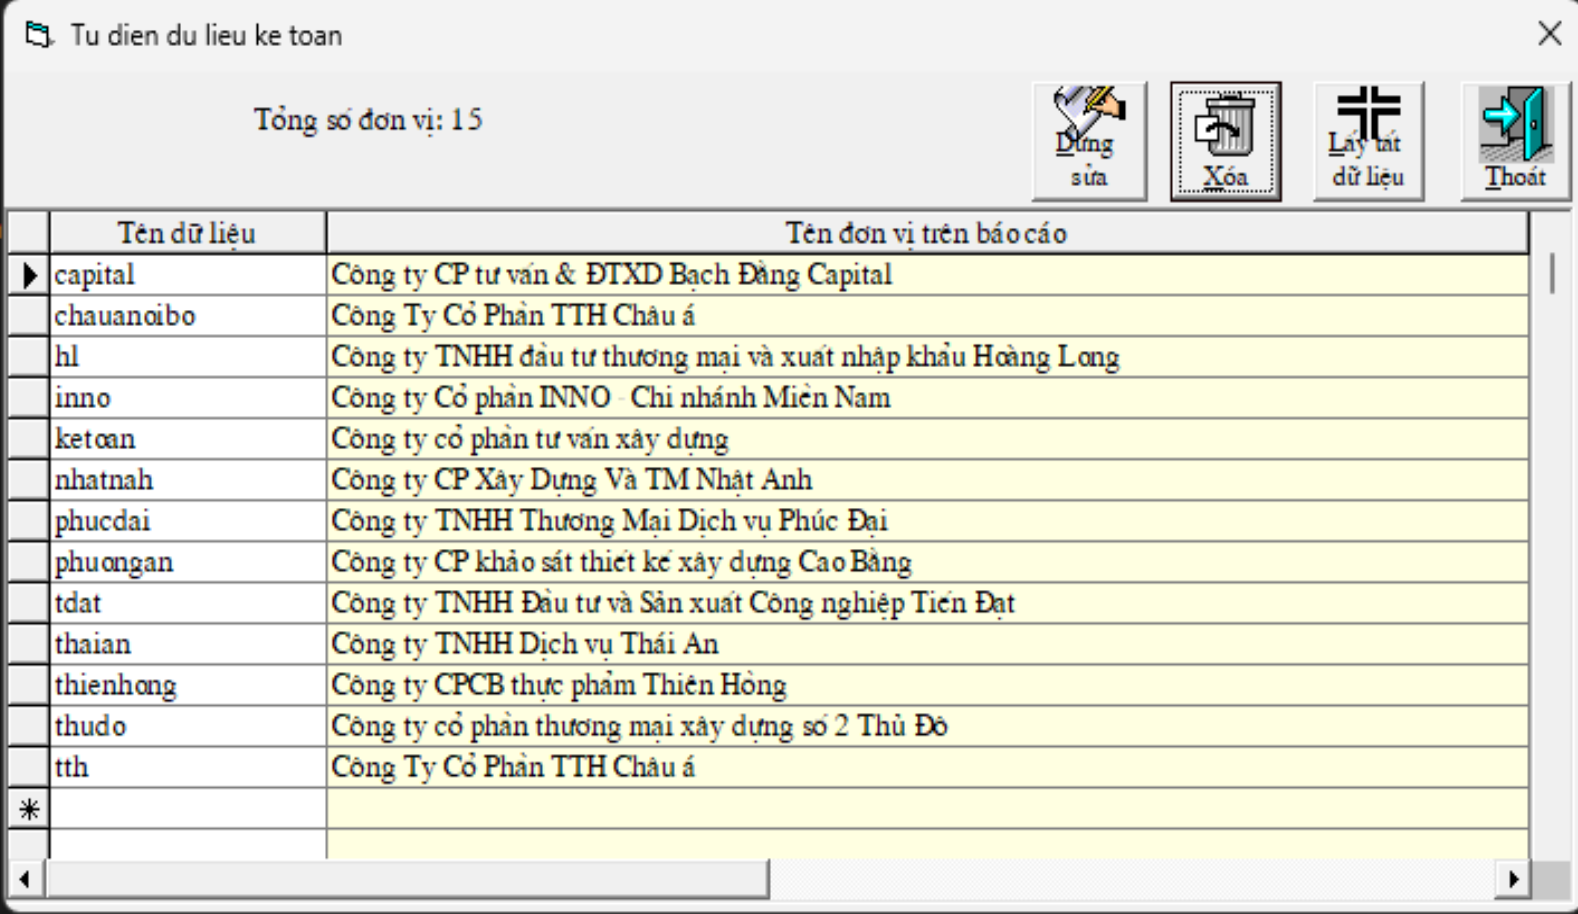 Tu dien du lieu ke toan
Tổng số đơn vị: 15
Dừng sửa
Xóa
Lấy tất dữ liệu
Thoát
Tên dữ liệu Tên đơn vị trên báo cáo
capital Công ty CP tư vấn & ĐTXD Bạch Đằng Capital
chauanoibo Công Ty Cổ Phần TTH Châu á
hl Công ty TNHH đầu tư thương mại và xuất nhập khẩu Hoàng Long
inno Công ty Cổ phần INNO - Chi nhánh Miền Nam
ketoan Công ty cổ phần tư vấn xây dựng
nhatnah Công ty CP Xây Dựng Và TM Nhật Anh
phucdai Công ty TNHH Thương Mại Dịch vụ Phúc Đại
phuongan Công ty CP khảo sát thiết kế xây dựng Cao Bằng
tdat Công ty TNHH Đầu tư và Sản xuất Công nghiệp Tiến Đạt
thaian Công ty TNHH Dịch vụ Thái An
thienhong Công ty CPCB thực phẩm Thiên Hồng
thudo Công ty cổ phần thương mại xây dựng số 2 Thủ Đô
tth Công Ty Cổ Phần TTH Châu á